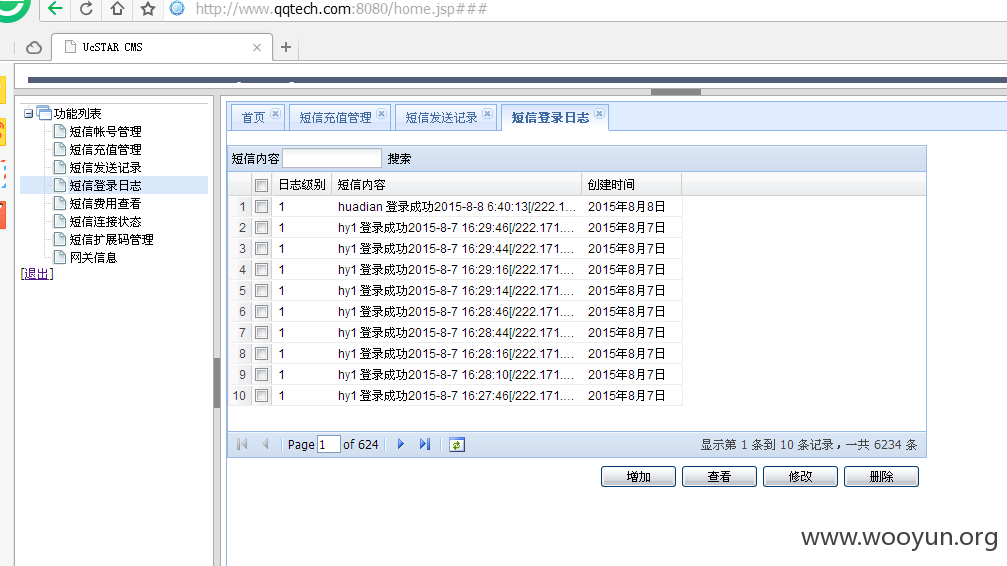 http://www.qqtech.com:8080/home.jsp###
UcSTAR CMS
功能列表
短信帐号管理
短信充值管理
短信发送记录
短信登录日志
短信费用查看
短信连接状态
短信扩展码管理
网关信息
[退出]
首页 短信充值管理 短信发送记录 短信登录日志
短信内容 搜索
日志级别 短信内容 创建时间
1 1 huadian 登录成功2015-8-8 6:40:13[/222.1... 2015年8月8日
2 1 hy1 登录成功2015-8-7 16:29:46[/222.171.... 2015年8月7日
3 1 hy1 登录成功2015-8-7 16:29:44[/222.171.... 2015年8月7日
4 1 hy1 登录成功2015-8-7 16:29:16[/222.171.... 2015年8月7日
5 1 hy1 登录成功2015-8-7 16:29:14[/222.171.... 2015年8月7日
6 1 hy1 登录成功2015-8-7 16:28:46[/222.171.... 2015年8月7日
7 1 hy1 登录成功2015-8-7 16:28:44[/222.171.... 2015年8月7日
8 1 hy1 登录成功2015-8-7 16:28:16[/222.171.... 2015年8月7日
9 1 hy1 登录成功2015-8-7 16:28:10[/222.171.... 2015年8月7日
10 1 hy1 登录成功2015-8-7 16:27:46[/222.171.... 2015年8月7日
Page 1 of 624 显示第 1 条到 10 条记录，一共 6234 条
增加 查看 修改 删除
www.wooyun.org